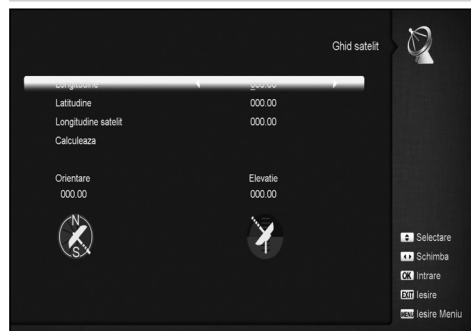 Ghid satelit
Longitudine 000.00
Latitudine 000.00
Longitudine satelit 000.00
Calculeaza
Orientare Elevatie
000.00 000.00
N
S
Selectare
Schimba
OK Intrare
EXIT Iesire
MENU Iesire Meniu